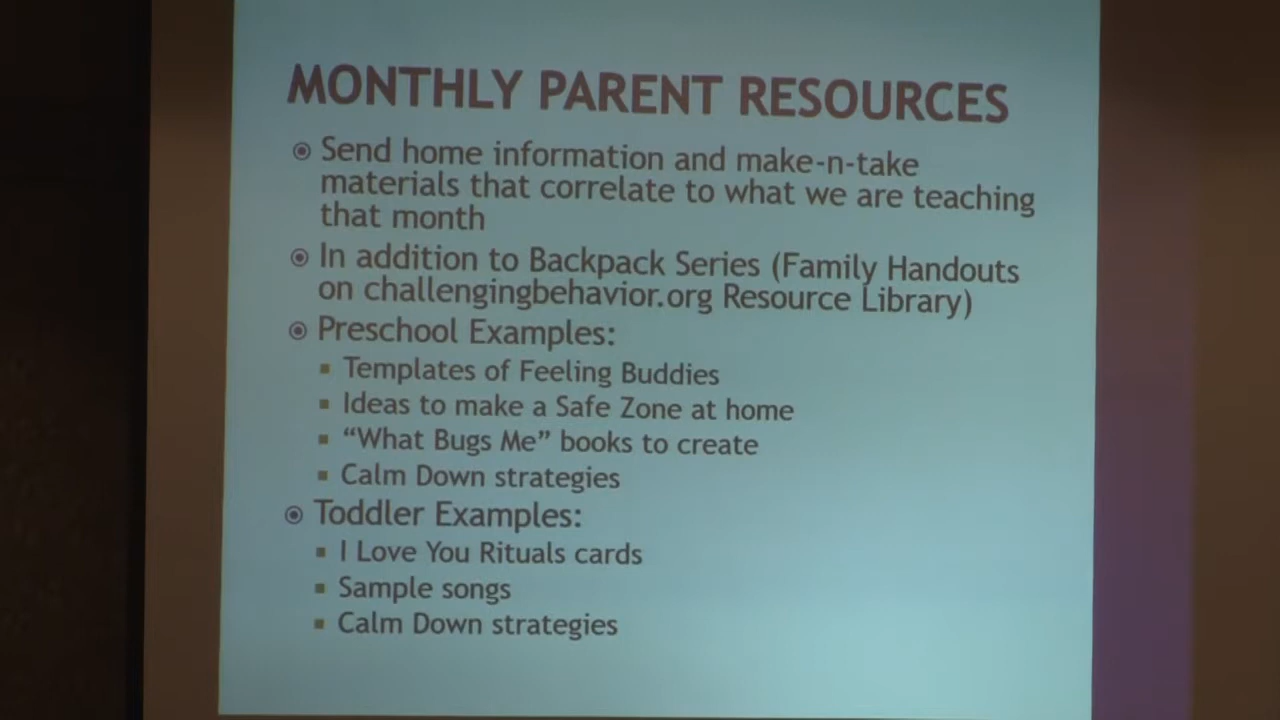 MONTHLY PARENT RESOURCES
Send home information and make-n-take
materials that correlate to what we are teaching
that month
In addition to Backpack Series (Family Handouts
on challengingbehavior.org Resource Library)
Preschool Examples:
Templates of Feeling Buddies
Ideas to make a Safe Zone at home
“What Bugs Me” books to create
Calm Down strategies
Toddler Examples:
I Love You Rituals cards
Sample songs
Calm Down strategies